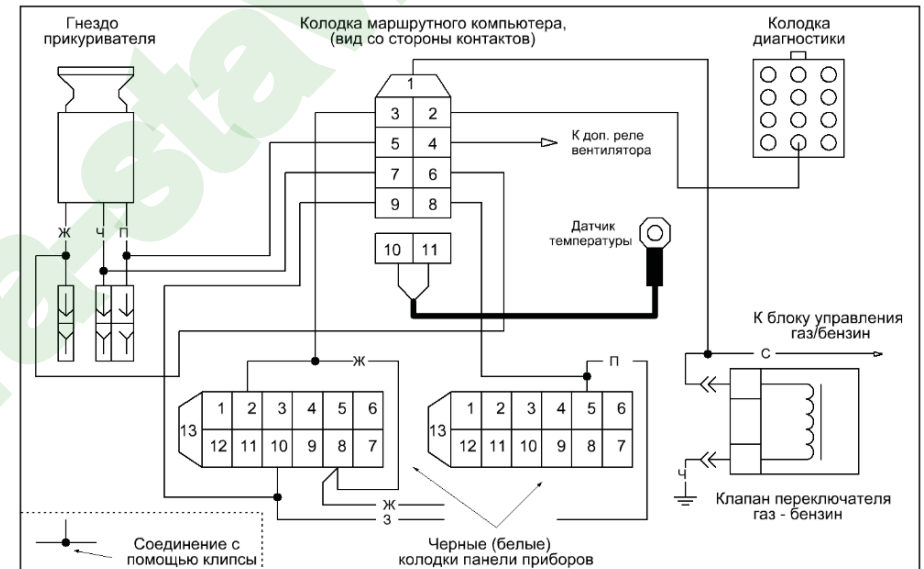 Гнездо
прикуривателя
Колодка маршрутного компьютера,
(вид со стороны контактов)
Колодка
диагностики
1
3 2
5 4
7 6
9 8
10 11
К доп. реле
вентилятора
Датчик
температуры
Ж Ч П
К блоку управления
газ/бензин
С
Ч
Клапан переключателя
газ - бензин
Ж
П
13
1 2 3 4 5 6
12 11 10 9 8 7
13
1 2 3 4 5 6
12 11 10 9 8 7
Ж
З
Соединение с
помощью клипсы
Черные (белые)
колодки панели приборов